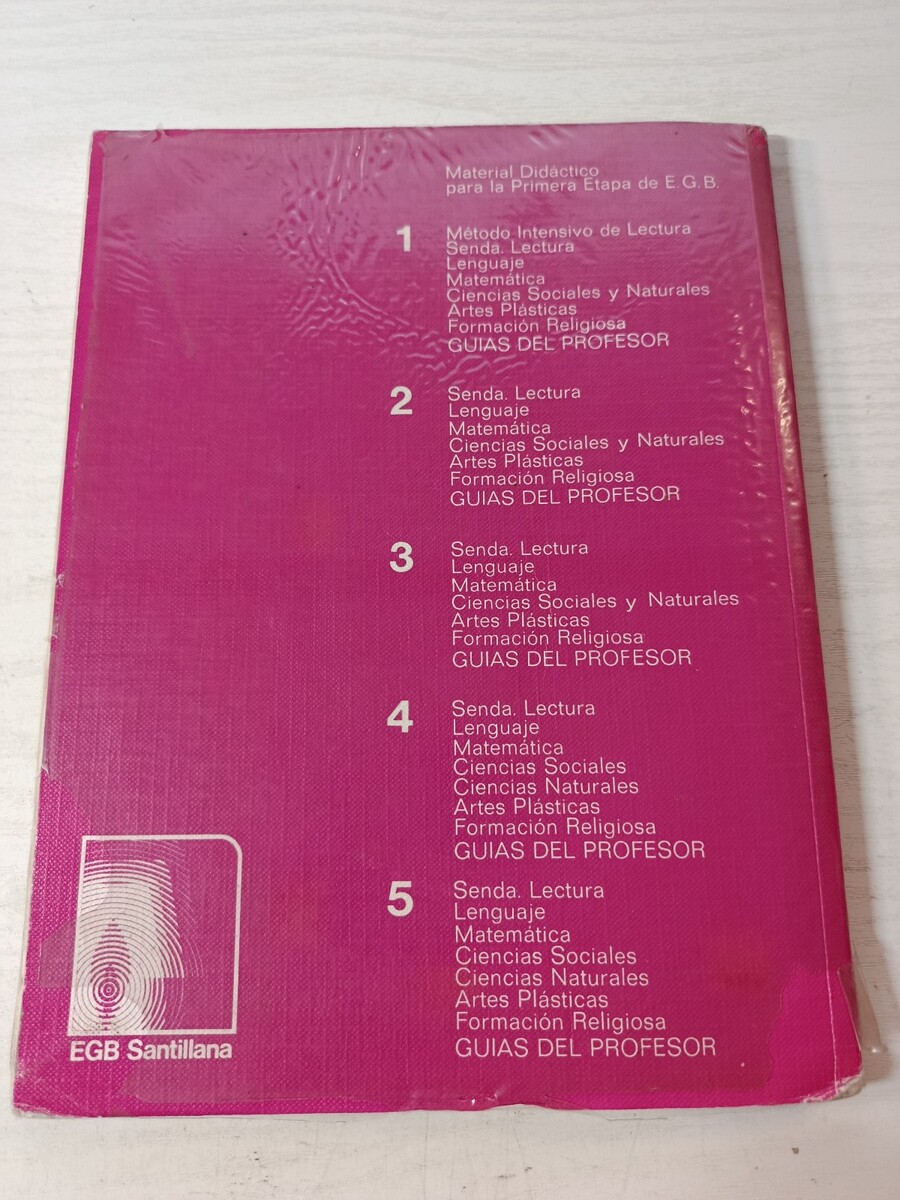 Material Didáctico
para la Primera Etapa de E.G.B.
1
Método Intensivo de Lectura
Senda. Lectura
Lenguaje
Matemática
Ciencias Sociales y Naturales
Artes Plásticas
Formación Religiosa
GUIAS DEL PROFESOR
2
Senda. Lectura
Lenguaje
Matemática
Ciencias Sociales y Naturales
Artes Plásticas
Formación Religiosa
GUIAS DEL PROFESOR
3
Senda. Lectura
Lenguaje
Matemática
Ciencias Sociales y Naturales
Artes Plásticas
Formación Religiosa
GUIAS DEL PROFESOR
4
Senda. Lectura
Lenguaje
Matemática
Ciencias Sociales
Ciencias Naturales
Artes Plásticas
Formación Religiosa
GUIAS DEL PROFESOR
5
Senda. Lectura
Lenguaje
Matemática
Ciencias Sociales
Ciencias Naturales
Artes Plásticas
Formación Religiosa
GUIAS DEL PROFESOR
EGB Santillana